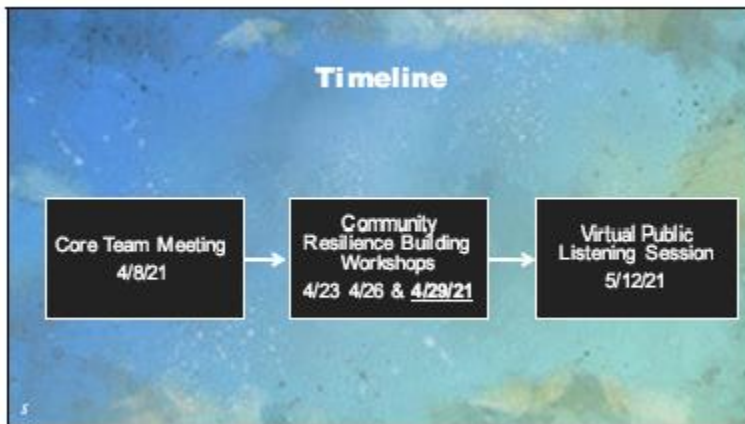 Timeline
Core Team Meeting
4/8/21
Community
Resilience Building
Workshops
4/23 4/26 & 4/29/21
Virtual Public
Listening Session
5/12/21
5